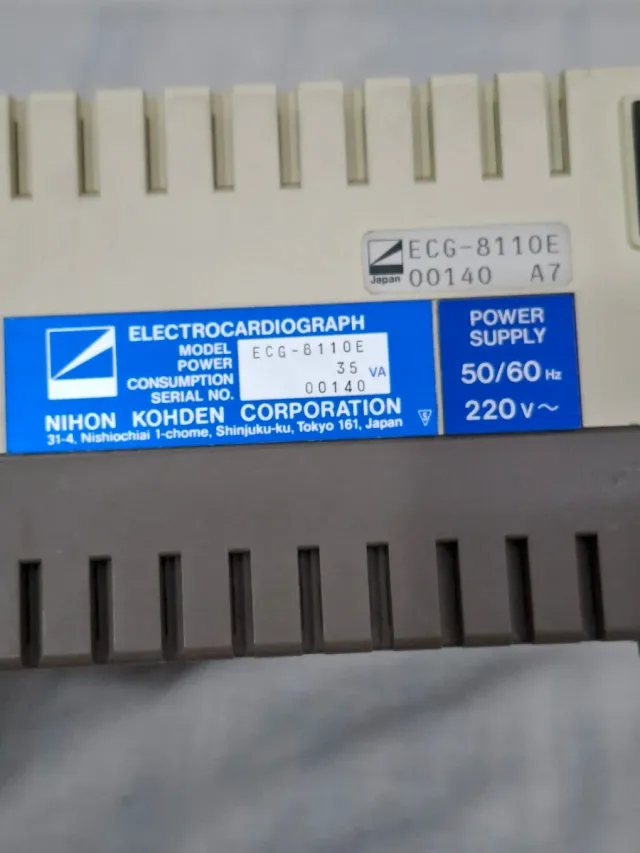 ECG-8110E
Japan 00140 A7
ELECTROCARDIOGRAPH
MODEL ECG-8110E
POWER CONSUMPTION 35 VA
SERIAL NO. 00140
NIHON KOHDEN CORPORATION
31-4, Nishiochiai 1-chome, Shinjuku-ku, Tokyo 161, Japan
POWER
SUPPLY
50/60 Hz
220 V~